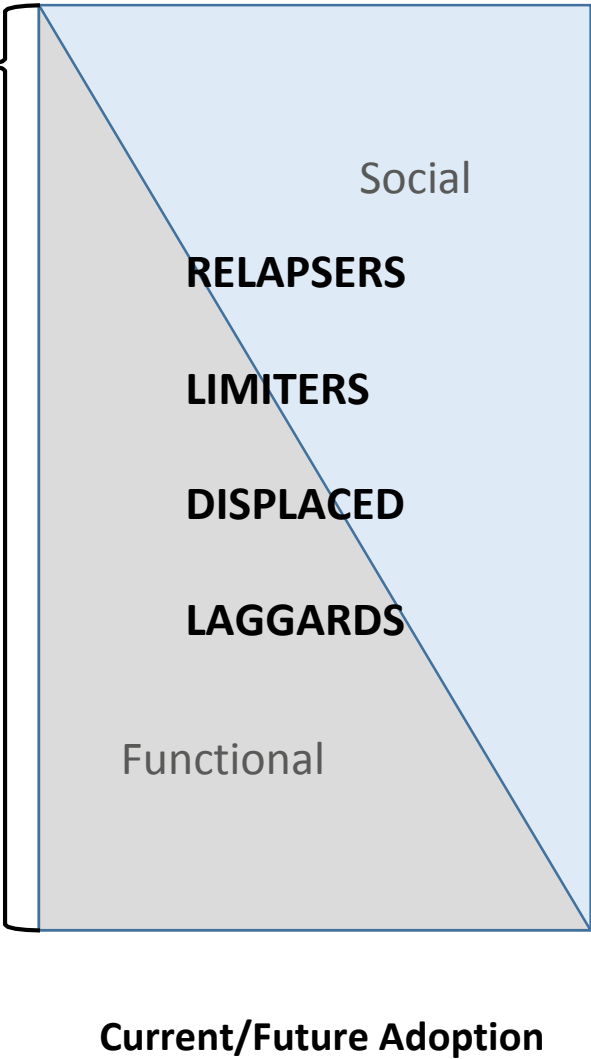 Social
RELAPSERS
LIMITERS
DISPLACED
LAGGARDS
Functional
Current/Future Adoption